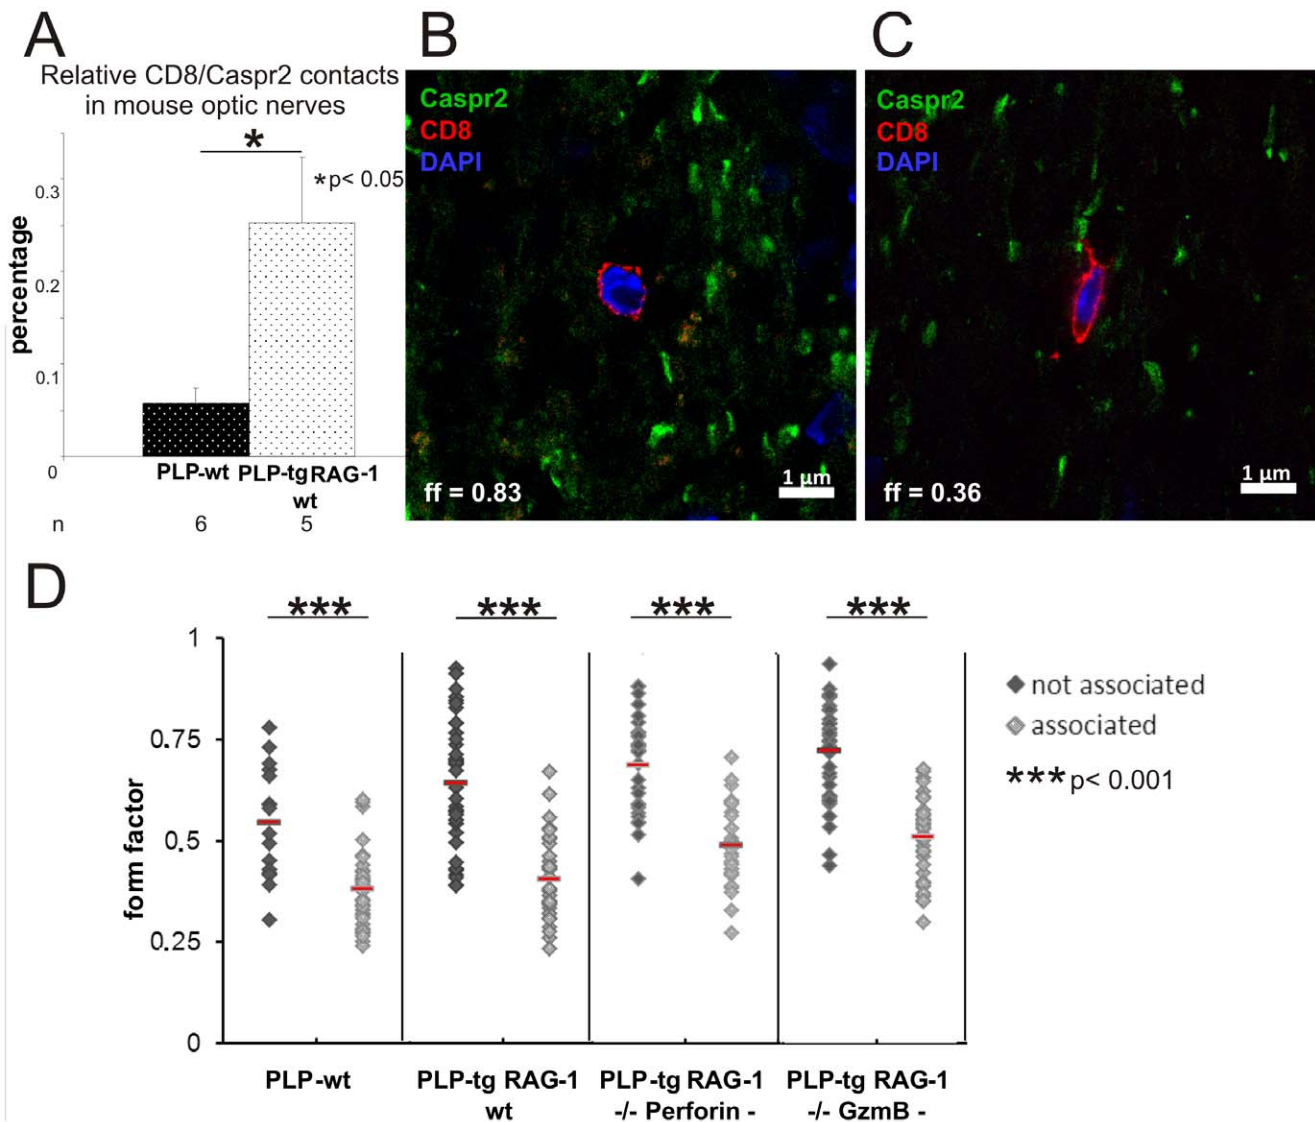 A
Relative CD8/Caspr2 contacts
in mouse optic nerves
*
*p< 0.05
percentage
0.3
0.2
0.1
0
PLP-wt PLP-tgRAG-1
wt
n 6 5
B
Caspr2
CD8
DAPI
ff = 0.83
1 µm
C
Caspr2
CD8
DAPI
ff = 0.36
1 µm
D
*** *** *** ***
form factor
1
0.75
0.5
0.25
0
PLP-wt
PLP-tg RAG-1
wt
PLP-tg RAG-1
-/- Perforin -
PLP-tg RAG-1
-/- GzmB -
not associated
associated
***p< 0.001